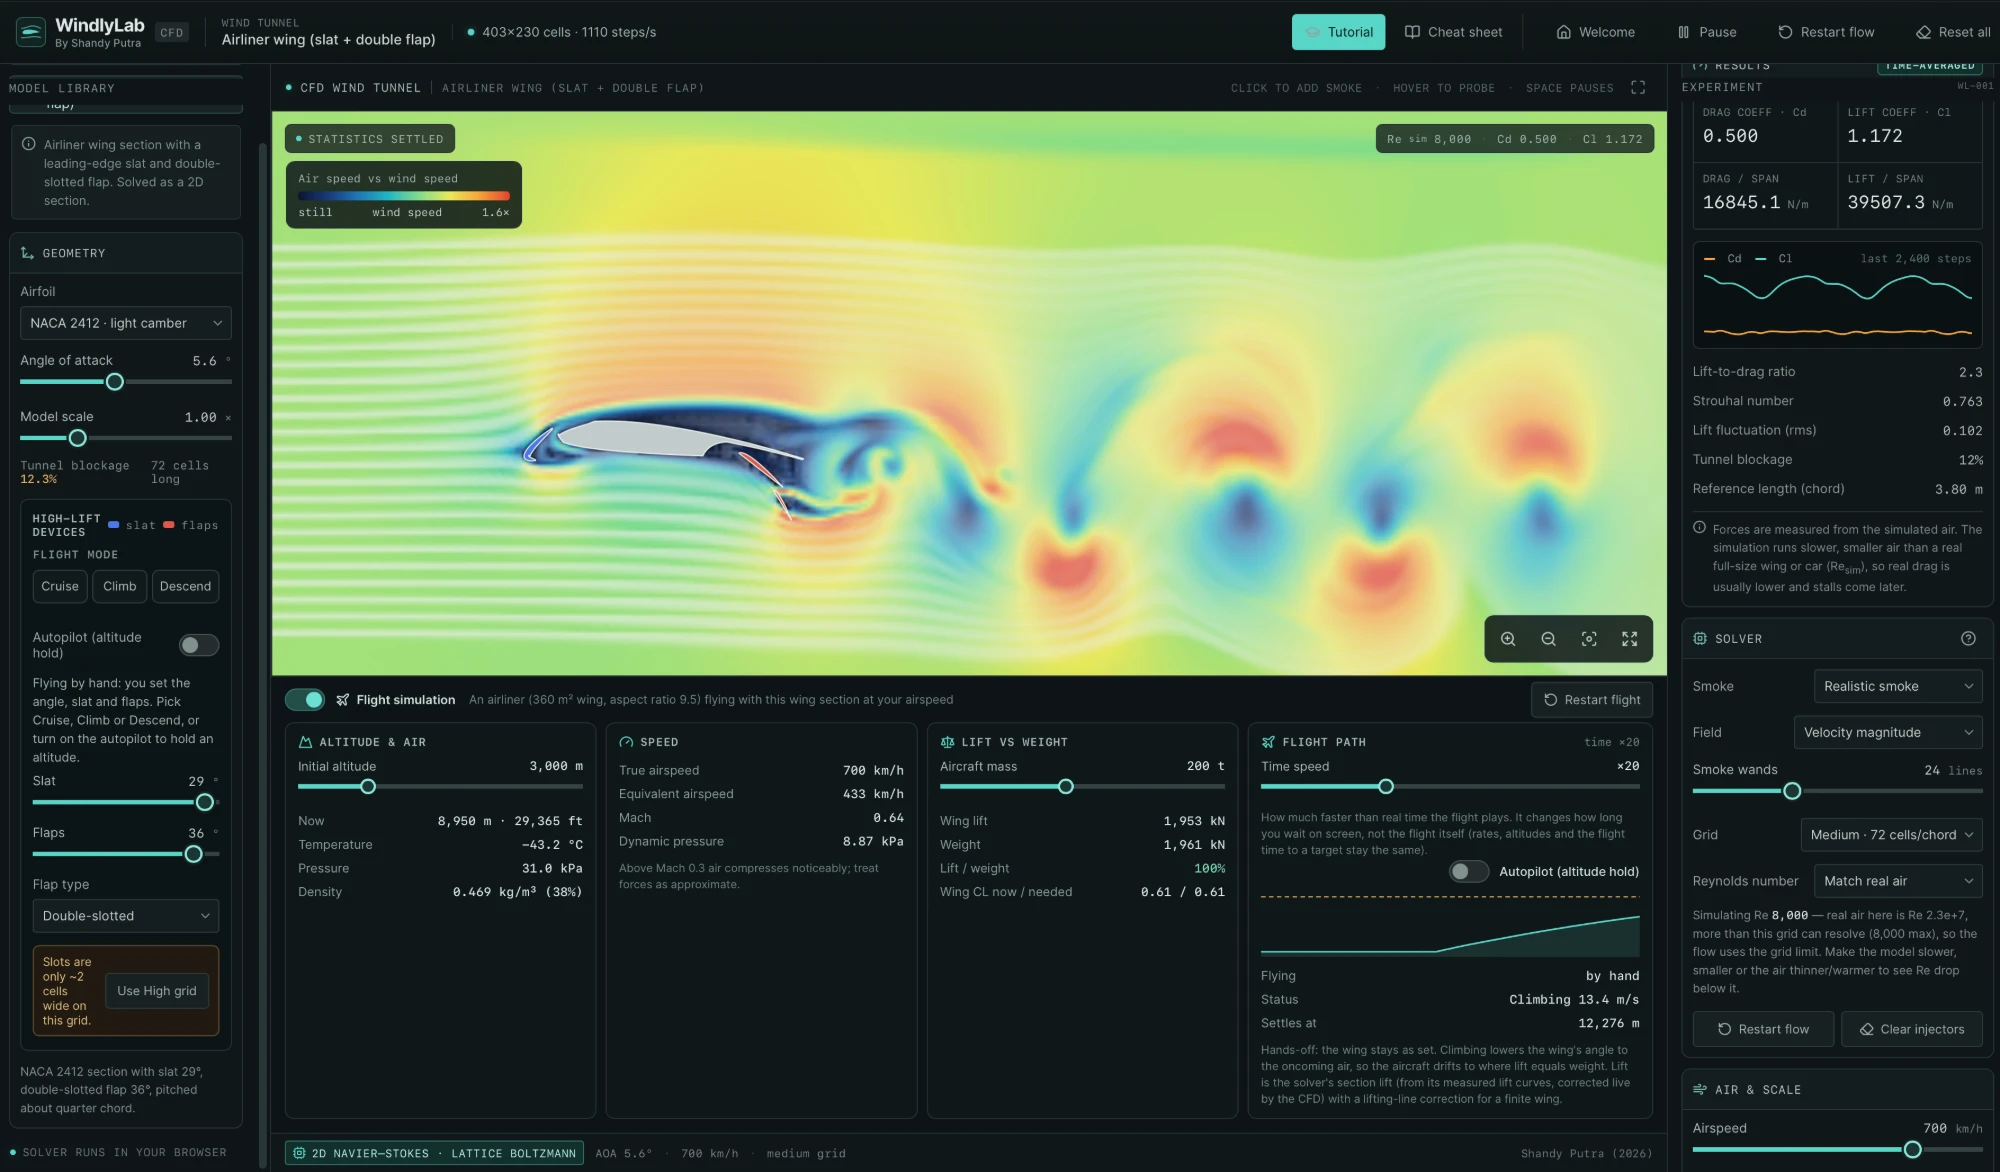 WindlyLab
By Shandy Putra
CFD
WIND TUNNEL
Airliner wing (slat + double flap)
403×230 cells · 1110 steps/s
Tutorial
Cheat sheet
Welcome
Pause
Restart flow
Reset all
MODEL LIBRARY
flap)
Airliner wing section with a
leading-edge slat and double-
slotted flap. Solved as a 2D
section.
GEOMETRY
Airfoil
NACA 2412 · light camber
Angle of attack 5.6 °
Model scale 1.00 ×
Tunnel blockage 72 cells
12.3% long
HIGH-LIFT
DEVICES
slat flaps
FLIGHT MODE
Cruise Climb Descend
Autopilot (altitude
hold)
Flying by hand: you set the
angle, slat and flaps. Pick
Cruise, Climb or Descend, or
turn on the autopilot to hold an
altitude.
Slat 29 °
Flaps 36 °
Flap type
Double-slotted
Slots are
only ~2
cells
wide on
this grid.
Use High grid
NACA 2412 section with slat 29°,
double-slotted flap 36°, pitched
about quarter chord.
SOLVER RUNS IN YOUR BROWSER
CFD WIND TUNNEL
AIRLINER WING (SLAT + DOUBLE FLAP)
CLICK TO ADD SMOKE · HOVER TO PROBE · SPACE PAUSES
STATISTICS SETTLED
Air speed vs wind speed
still wind speed 1.6×
Re sim 8,000 · Cd 0.500 · Cl 1.172
Flight simulation
An airliner (360 m² wing, aspect ratio 9.5) flying with this wing section at your airspeed
Restart flight
ALTITUDE & AIR
Initial altitude 3,000 m
Now 8,950 m · 29,365 ft
Temperature −43.2 °C
Pressure 31.0 kPa
Density 0.469 kg/m³ (38%)
SPEED
True airspeed 700 km/h
Equivalent airspeed 433 km/h
Mach 0.64
Dynamic pressure 8.87 kPa
Above Mach 0.3 air compresses noticeably; treat
forces as approximate.
LIFT VS WEIGHT
Aircraft mass 200 t
Wing lift 1,953 kN
Weight 1,961 kN
Lift / weight 100%
Wing CL now / needed 0.61 / 0.61
FLIGHT PATH time ×20
Time speed ×20
How much faster than real time the flight plays. It changes how long
you wait on screen, not the flight itself (rates, altitudes and the flight
time to a target stay the same).
Autopilot (altitude hold)
Flying by hand
Status Climbing 13.4 m/s
Settles at 12,276 m
Hands-off: the wing stays as set. Climbing lowers the wing's angle to
the oncoming air, so the aircraft drifts to where lift equals weight. Lift
is the solver's section lift (from its measured lift curves, corrected live
by the CFD) with a lifting-line correction for a finite wing.
2D NAVIER–STOKES · LATTICE BOLTZMANN
AOA 5.6° · 700 km/h · medium grid
Shandy Putra (2026)
RESULTS TIME-AVERAGED
EXPERIMENT WL-001
DRAG COEFF · Cd
0.500
LIFT COEFF · Cl
1.172
DRAG / SPAN
16845.1 N/m
LIFT / SPAN
39507.3 N/m
Cd Cl last 2,400 steps
Lift-to-drag ratio 2.3
Strouhal number 0.763
Lift fluctuation (rms) 0.102
Tunnel blockage 12%
Reference length (chord) 3.80 m
Forces are measured from the simulated air. The
simulation runs slower, smaller air than a real
full-size wing or car (Resim), so real drag is
usually lower and stalls come later.
SOLVER
Smoke Realistic smoke
Field Velocity magnitude
Smoke wands 24 lines
Grid Medium · 72 cells/chord
Reynolds number Match real air
Simulating Re 8,000 — real air here is Re 2.3e+7,
more than this grid can resolve (8,000 max), so the
flow uses the grid limit. Make the model slower,
smaller or the air thinner/warmer to see Re drop
below it.
Restart flow
Clear injectors
AIR & SCALE
Airspeed 700 km/h